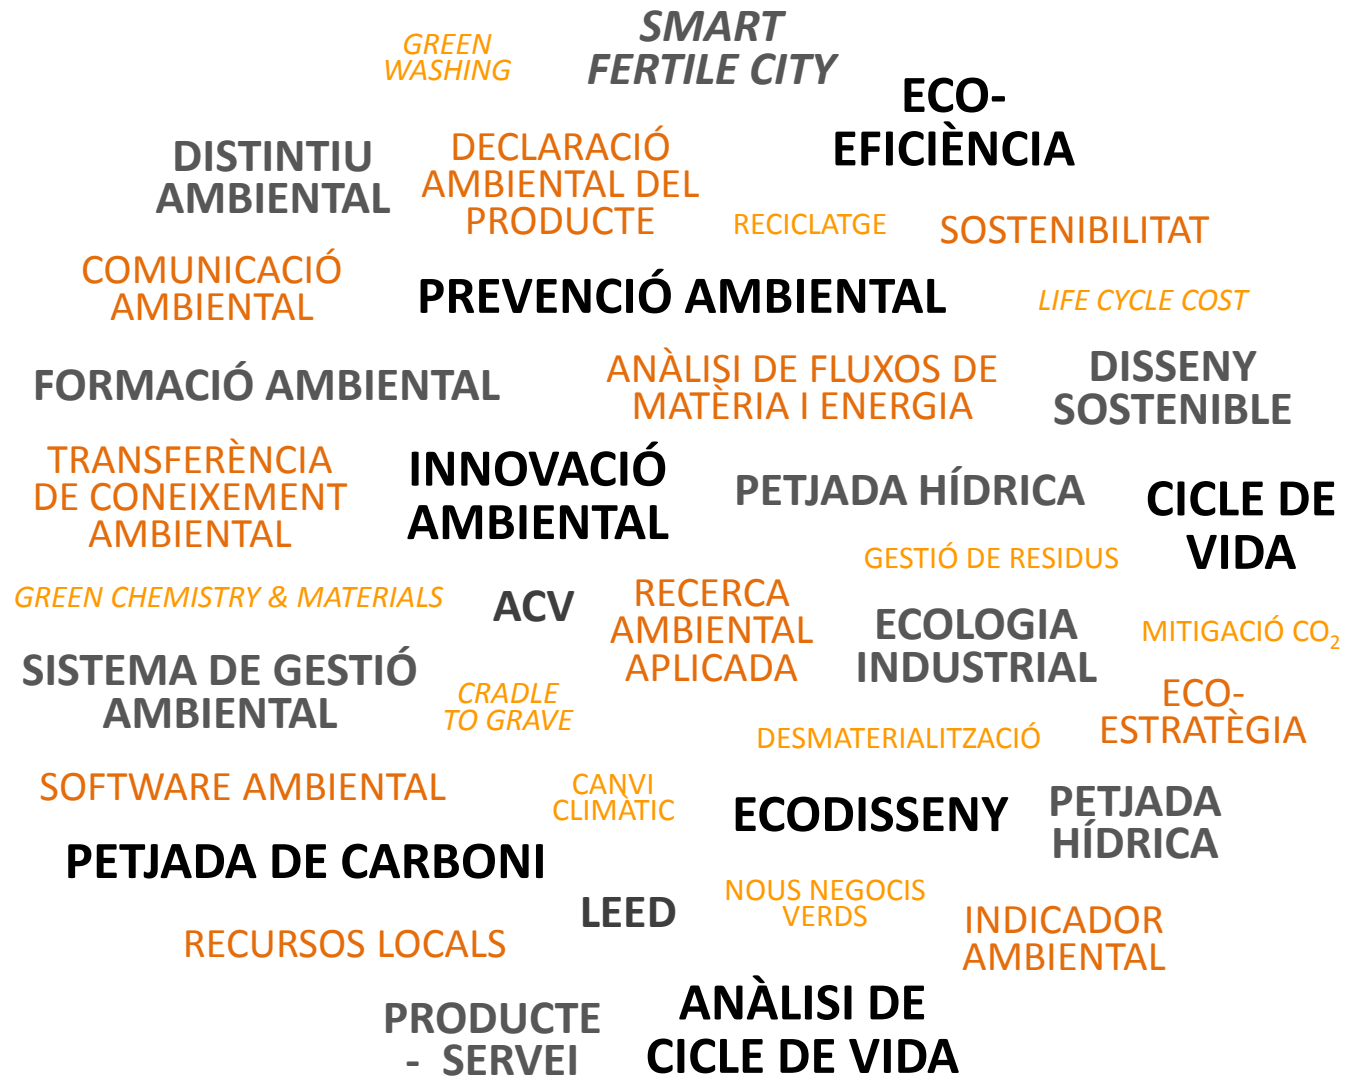 GREEN
WASHING
SMART
FERTILE CITY
ECO-
EFICIÈNCIA
DISTINTIU
AMBIENTAL
DECLARACIÓ
AMBIENTAL DEL
PRODUCTE
RECICLATGE
SOSTENIBILITAT
COMUNICACIÓ
AMBIENTAL
PREVENCIÓ AMBIENTAL
LIFE CYCLE COST
FORMACIÓ AMBIENTAL
ANÀLISI DE FLUXOS DE
MATÈRIA I ENERGIA
DISSENY
SOSTENIBLE
TRANSFERÈNCIA
DE CONEIXEMENT
AMBIENTAL
INNOVACIÓ
AMBIENTAL
PETJADA HÍDRICA
CICLE DE
VIDA
GESTIÓ DE RESIDUS
GREEN CHEMISTRY & MATERIALS
ACV
RECERCA
AMBIENTAL
APLICADA
ECOLOGIA
INDUSTRIAL
MITIGACIÓ CO₂
SISTEMA DE GESTIÓ
AMBIENTAL
CRADLE
TO GRAVE
ECO-
ESTRATÈGIA
DESMATERIALITZACIÓ
SOFTWARE AMBIENTAL
CANVI
CLIMÀTIC
ECODISSENY
PETJADA
HÍDRICA
PETJADA DE CARBONI
LEED
NOUS NEGOCIS
VERDS
INDICADOR
AMBIENTAL
RECURSOS LOCALS
PRODUCTE
- SERVEI
ANÀLISI DE
CICLE DE VIDA